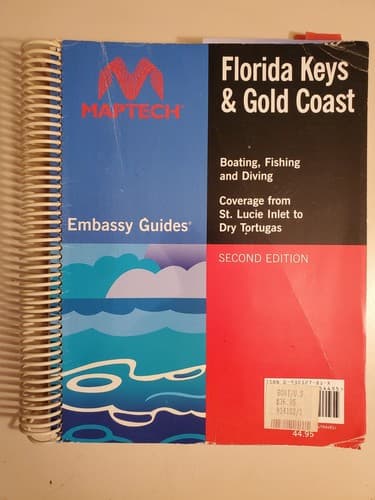 MAPTECH®
Embassy Guides®
Florida Keys
& Gold Coast
Boating, Fishing
and Diving
Coverage from
St. Lucie Inlet to
Dry Tortugas
SECOND EDITION
44.95